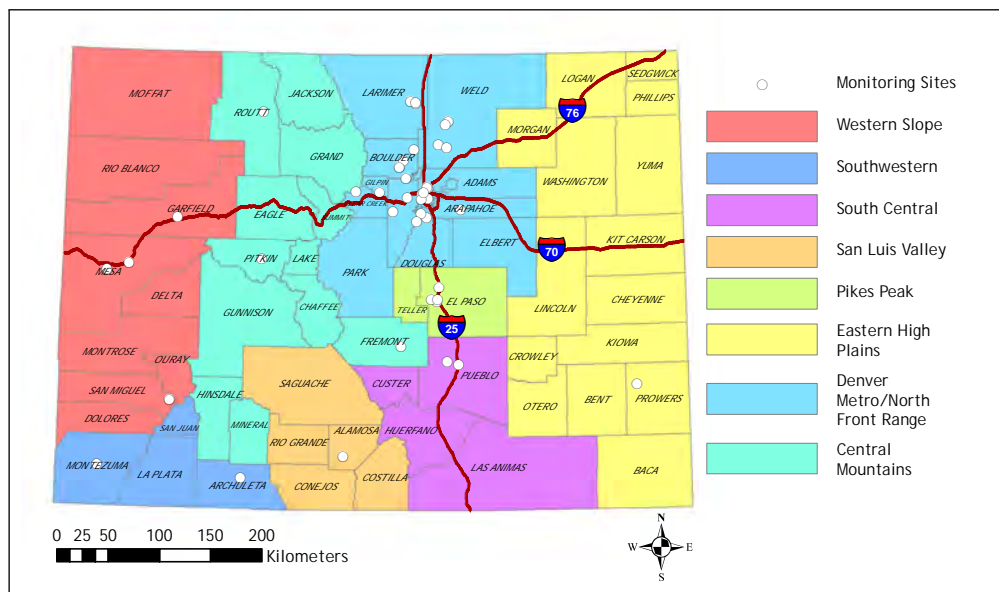 MOFFAT
ROUTT
JACKSON
LARIMER
WELD
LOGAN
SEDGWICK
PHILLIPS
76
MORGAN
RIO BLANCO
GRAND
BOULDER
YUMA
GILPIN
ADAMS
WASHINGTON
GARFIELD
EAGLE
SUMMIT
ARAPAHOE
ELBERT
KIT CARSON
70
MESA
PITKIN
LAKE
PARK
DOUGLAS
DELTA
GUNNISON
CHAFFEE
TELLER
EL PASO
LINCOLN
CHEYENNE
25
MONTROSE
OURAY
FREMONT
KIOWA
CROWLEY
SAN MIGUEL
SAGUACHE
CUSTER
PUEBLO
OTERO
BENT
PROWERS
HINSDALE
DOLORES
MINERAL
SAN JUAN
RIO GRANDE
ALAMOSA
HUERFANO
MONTEZUMA
LA PLATA
ARCHULETA
CONEJOS
COSTILLA
LAS ANIMAS
BACA
0 25 50 100 150 200
Kilometers
N
W E
S
Monitoring Sites
Western Slope
Southwestern
South Central
San Luis Valley
Pikes Peak
Eastern High
Plains
Denver
Metro/North
Front Range
Central
Mountains